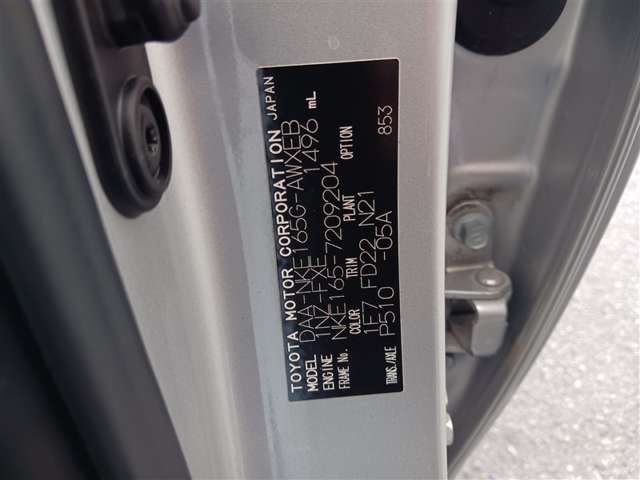 TOYOTA MOTOR CORPORATION JAPAN
MODEL DAA-NKE165G-AWXEB
ENGINE 1NZ-FXE 1496 mL
FRAME No. NKE165-7209204
COLOR TRIM PLANT OPTION
1F7 FD22 N21
TRANS./AXLE P510 -05A 853